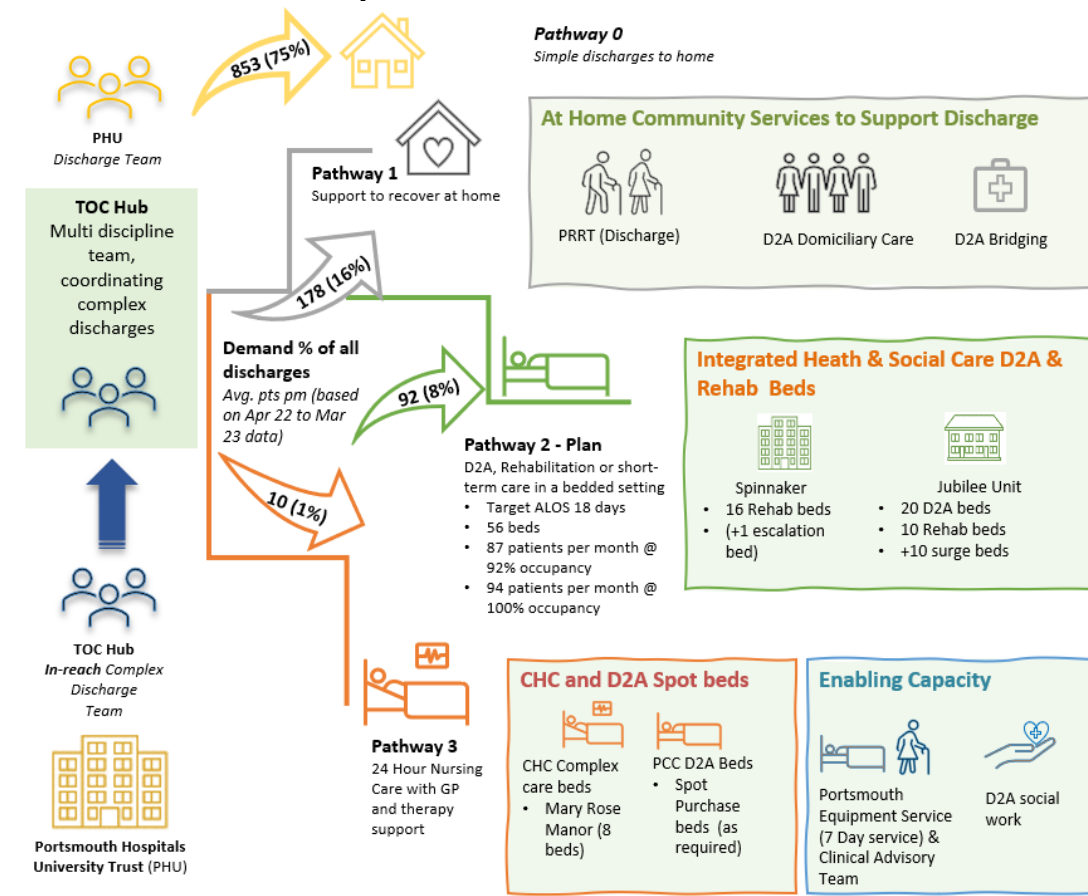 853 (75%)
PHU
Discharge Team
Pathway 0
Simple discharges to home
TOC Hub
Multi discipline
team,
coordinating
complex
discharges
Pathway 1
Support to recover at home
178 (16%)
At Home Community Services to Support Discharge
PRRT (Discharge)
D2A Domiciliary Care
D2A Bridging
Demand % of all
discharges
Avg. pts pm (based
on Apr 22 to Mar
23 data)
92 (8%)
10 (1%)
Pathway 2 - Plan
D2A, Rehabilitation or short-
term care in a bedded setting
• Target ALOS 18 days
• 56 beds
• 87 patients per month @
92% occupancy
• 94 patients per month @
100% occupancy
Integrated Heath & Social Care D2A &
Rehab Beds
Spinnaker
• 16 Rehab beds
• (+1 escalation
bed)
Jubilee Unit
• 20 D2A beds
• 10 Rehab beds
• +10 surge beds
TOC Hub
In-reach Complex
Discharge
Team
Portsmouth Hospitals
University Trust (PHU)
Pathway 3
24 Hour Nursing
Care with GP
and therapy
support
CHC and D2A Spot beds
CHC Complex
care beds
• Mary Rose
Manor (8
beds)
PCC D2A Beds
• Spot
Purchase
beds (as
required)
Enabling Capacity
Portsmouth
Equipment Service
(7 Day service) &
Clinical Advisory
Team
D2A social
work